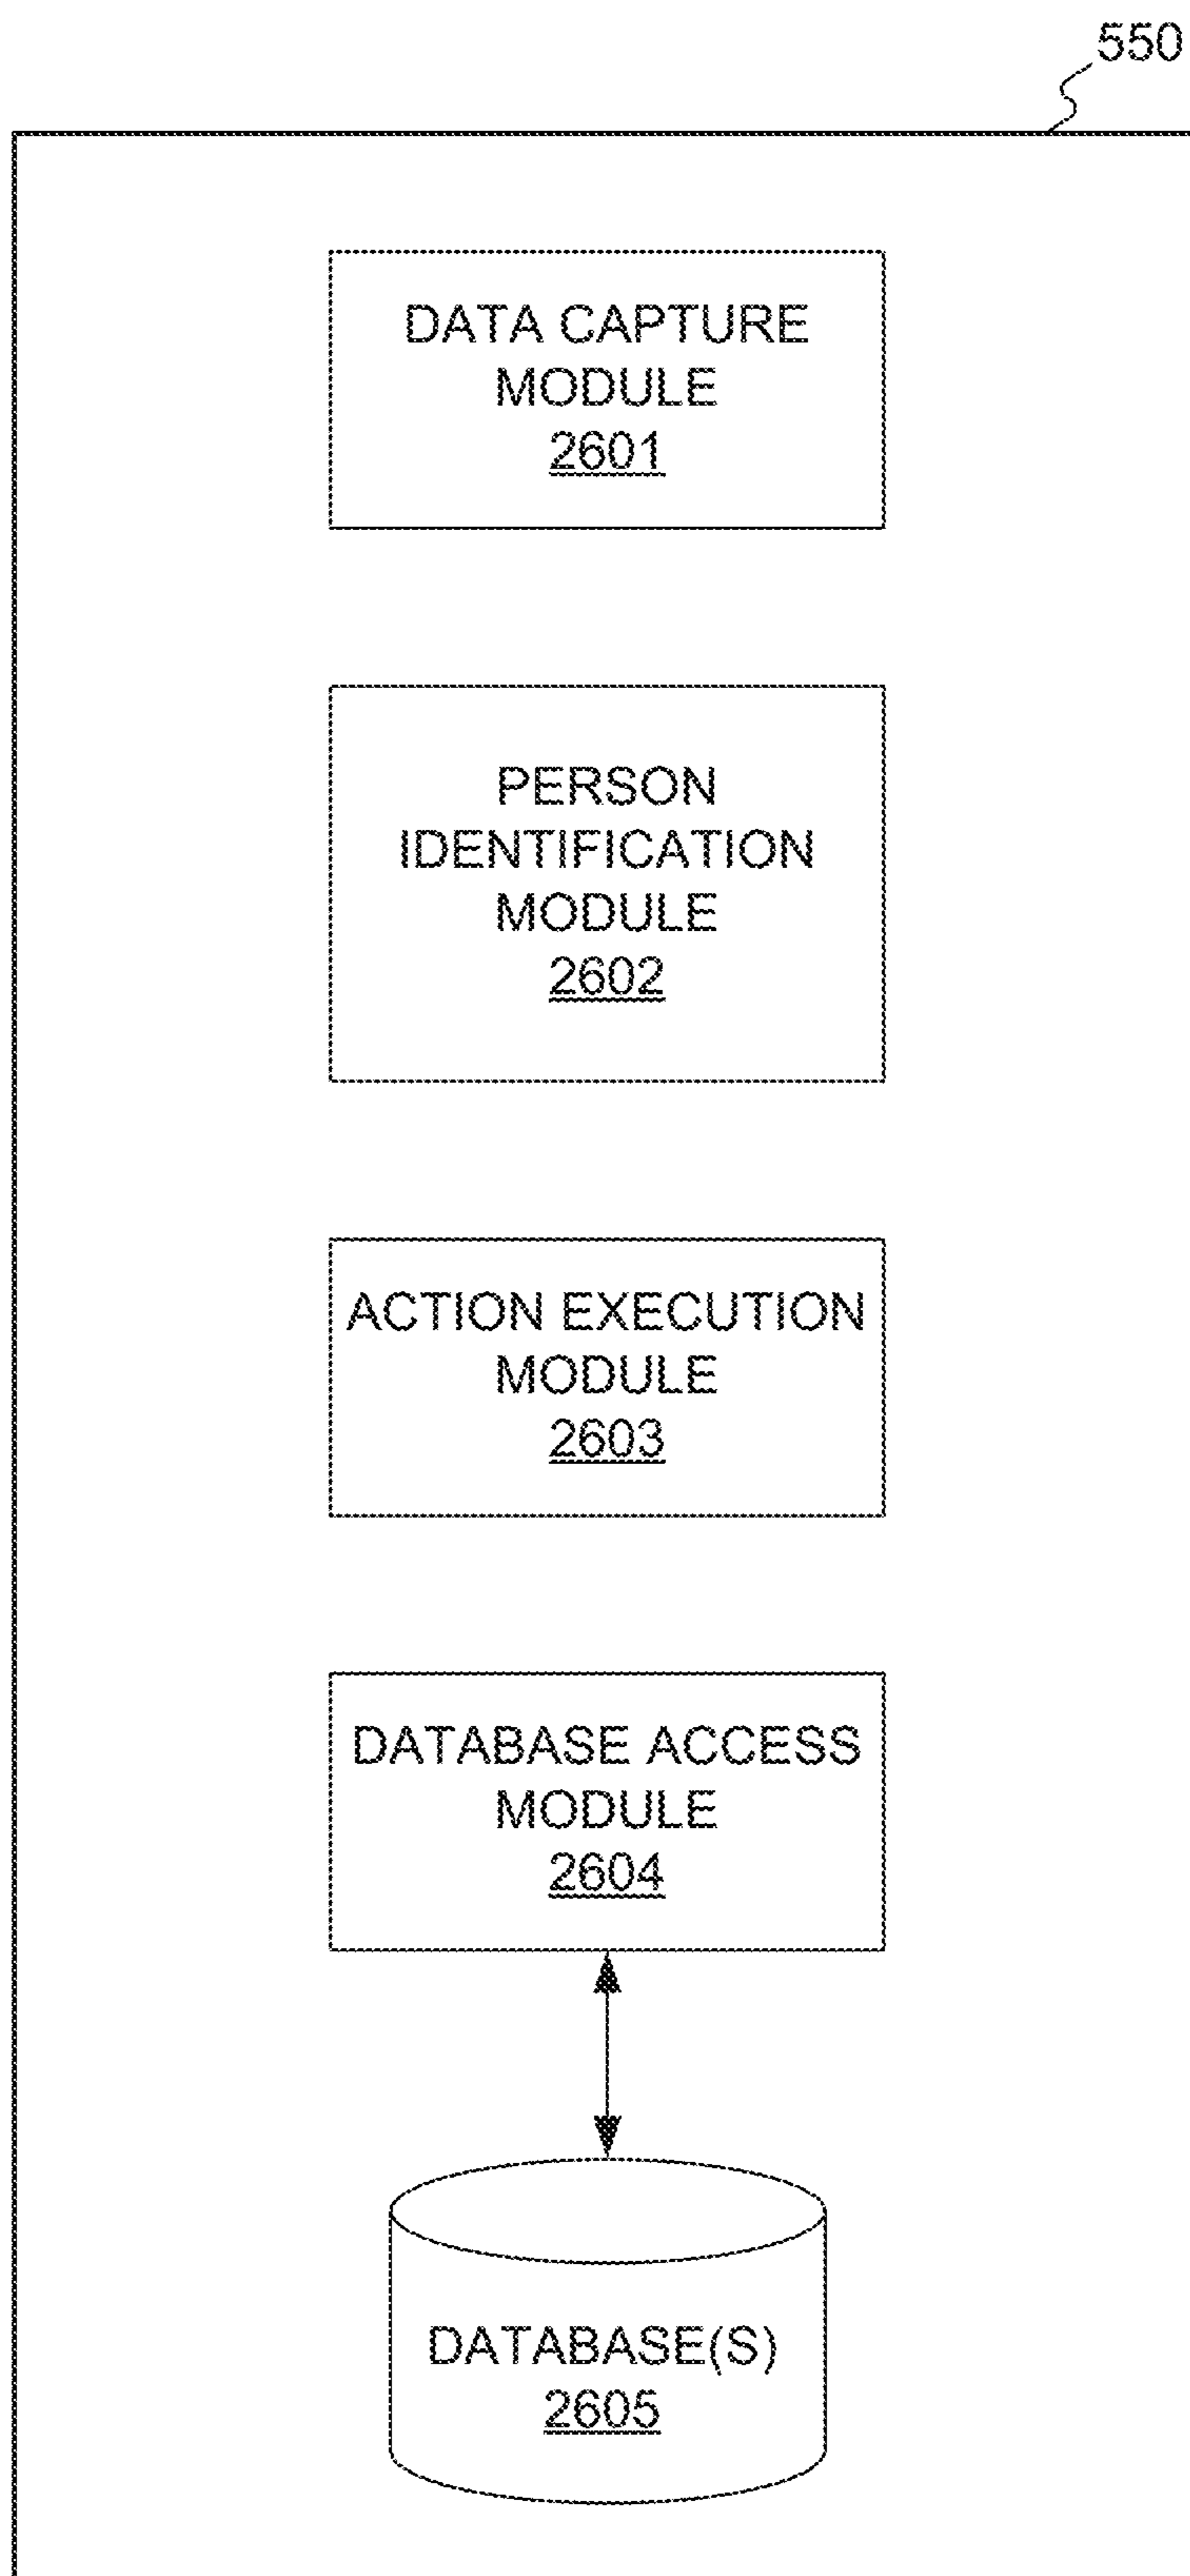 550
DATA CAPTURE
MODULE
2601
PERSON
IDENTIFICATION
MODULE
2602
ACTION EXECUTION
MODULE
2603
DATABASE ACCESS
MODULE
2604
DATABASE(S)
2605